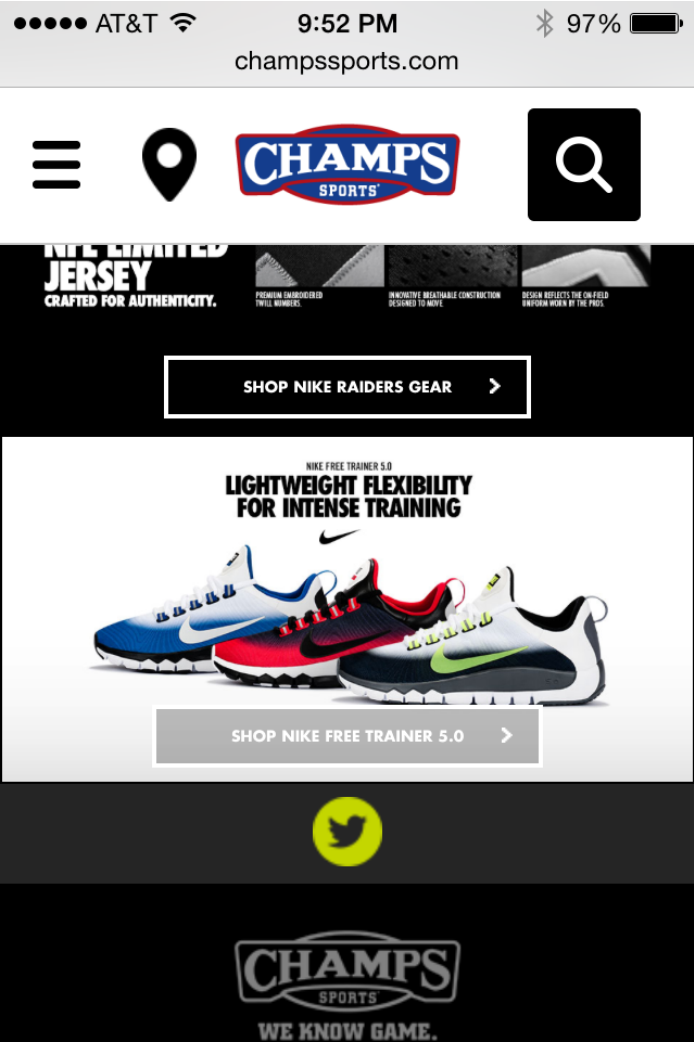 AT&T 9:52 PM 97%
champssports.com
CHAMPS
SPORTS
NFL LIMITED
JERSEY
CRAFTED FOR AUTHENTICITY.
PREMIUM EMBROIDERED
TWILL NUMBERS.
INNOVATIVE BREATHABLE CONSTRUCTION
DESIGNED TO MOVE.
DESIGN REFLECTS THE ON-FIELD
UNIFORM WORN BY THE PROS.
SHOP NIKE RAIDERS GEAR
NIKE FREE TRAINER 5.0
LIGHTWEIGHT FLEXIBILITY
FOR INTENSE TRAINING
SHOP NIKE FREE TRAINER 5.0
CHAMPS
SPORTS
WE KNOW GAME.